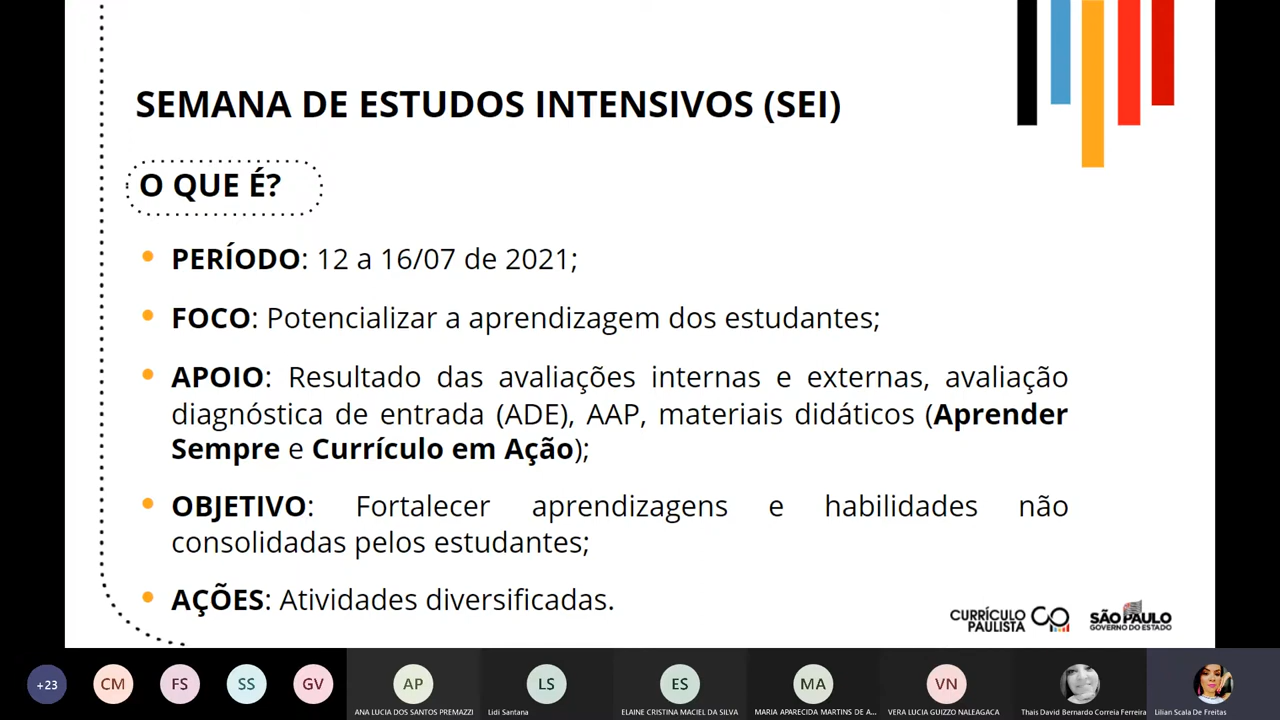 SEMANA DE ESTUDOS INTENSIVOS (SEI)
O QUE É?
• PERÍODO: 12 a 16/07 de 2021;
• FOCO: Potencializar a aprendizagem dos estudantes;
• APOIO: Resultado das avaliações internas e externas, avaliação
diagnóstica de entrada (ADE), AAP, materiais didáticos (Aprender
Sempre e Currículo em Ação);
• OBJETIVO: Fortalecer aprendizagens e habilidades não
consolidadas pelos estudantes;
• AÇÕES: Atividades diversificadas.
CURRÍCULO
PAULISTA
SÃO PAULO
GOVERNO DO ESTADO
+23
CM
FS
SS
GV
AP
LS
ES
MA
VN
ANA LUCIA DOS SANTOS PREMAZZI
Lidi Santana
ELAINE CRISTINA MACIEL DA SILVA
MARIA APARECIDA MARTINS DE A...
VERA LUCIA GUIZZO NALEAGACA
Thais David Bernardo Correia Ferreira
Lilian Scala De Freitas